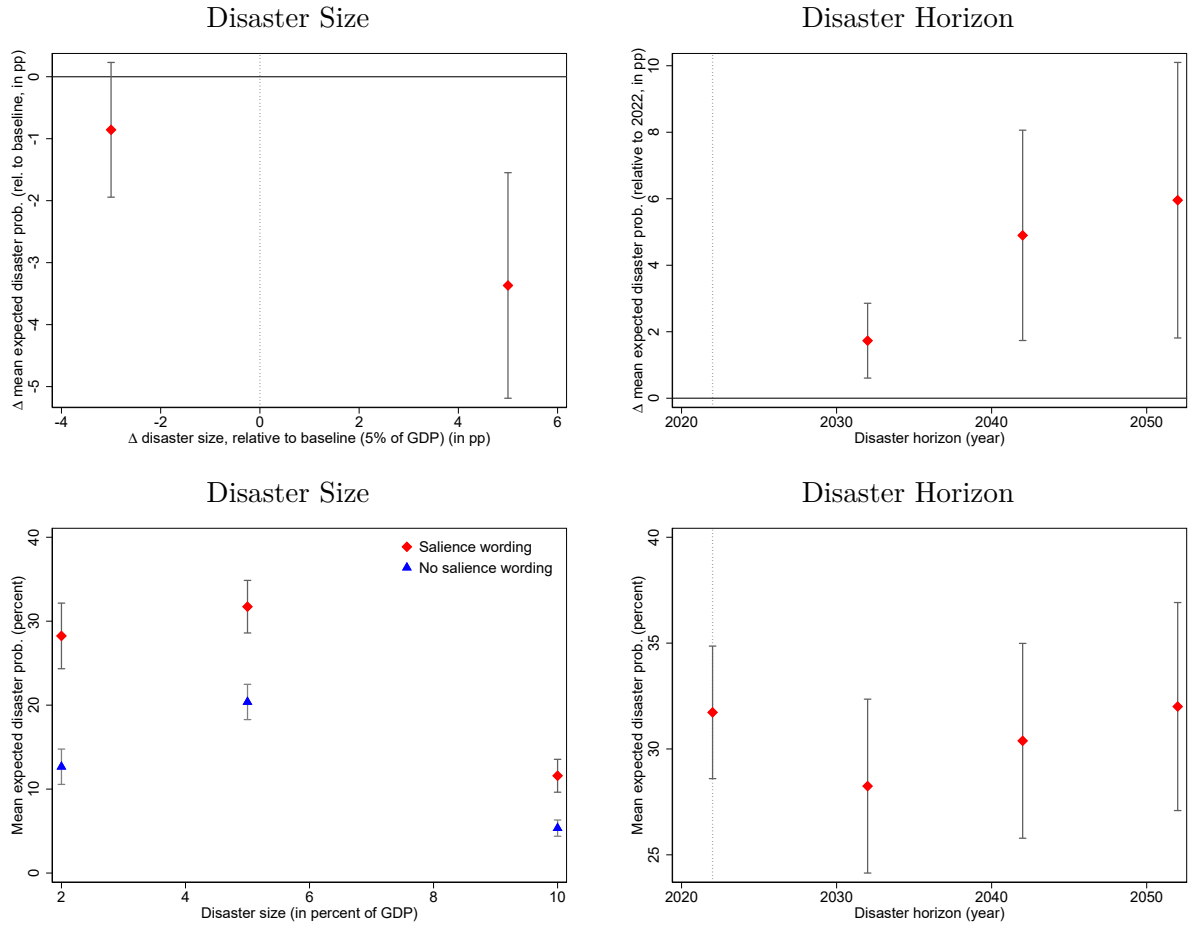 Disaster Size
Δ mean expected disaster prob. (rel. to baseline, in pp)
0
-1
-2
-3
-4
-5
-4
-2
0
2
4
6
Δ disaster size, relative to baseline (5% of GDP) (in pp)
Disaster Horizon
Δ mean expected disaster prob. (relative to 2022, in pp)
10
8
6
4
2
0
2020
2030
2040
2050
Disaster horizon (year)
Disaster Size
Mean expected disaster prob. (percent)
40
30
20
10
0
Salience wording
No salience wording
2
4
6
8
10
Disaster size (in percent of GDP)
Disaster Horizon
Mean expected disaster prob. (percent)
40
35
30
25
2020
2030
2040
2050
Disaster horizon (year)